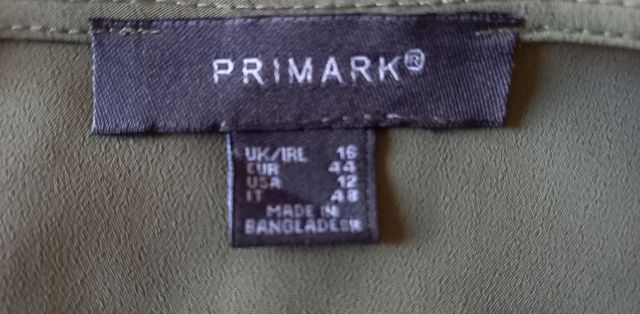 PRIMARK®
UK/IRL 16
EUR 44
USA 12
IT 48
MADE IN
BANGLADESH